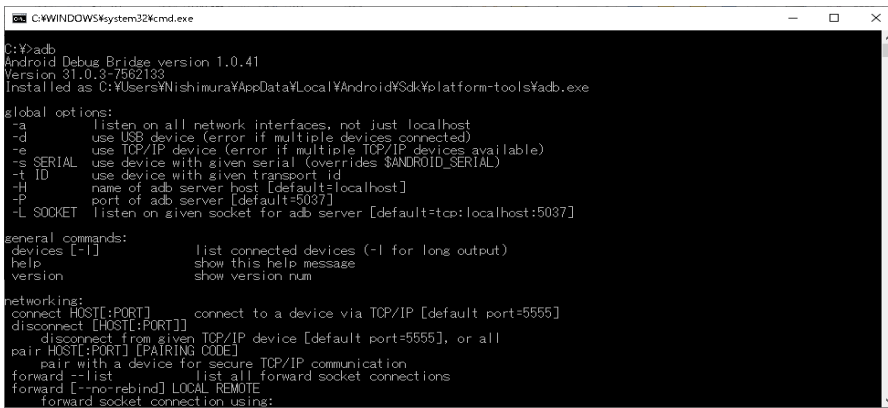 C:¥WINDOWS¥system32¥cmd.exe
C:¥>adb
Android Debug Bridge version 1.0.41
Version 31.0.3-7562133
Installed as C:¥Users¥Nishimura¥AppData¥Local¥Android¥Sdk¥platform-tools¥adb.exe
global options:
-a listen on all network interfaces, not just localhost
-d use USB device (error if multiple devices connected)
-e use TCP/IP device (error if multiple TCP/IP devices available)
-s SERIAL use device with given serial (overrides $ANDROID_SERIAL)
-t ID use device with given transport id
-H name of adb server host [default=localhost]
-P port of adb server [default=5037]
-L SOCKET listen on given socket for adb server [default=tcp:localhost:5037]
general commands:
devices [-l] list connected devices (-l for long output)
help show this help message
version show version num
networking:
connect HOST[:PORT] connect to a device via TCP/IP [default port=5555]
disconnect [HOST[:PORT]]
disconnect from given TCP/IP device [default port=5555], or all
pair HOST[:PORT] [PAIRING CODE]
pair with a device for secure TCP/IP communication
forward --list list all forward socket connections
forward [--no-rebind] LOCAL REMOTE
forward socket connection using: